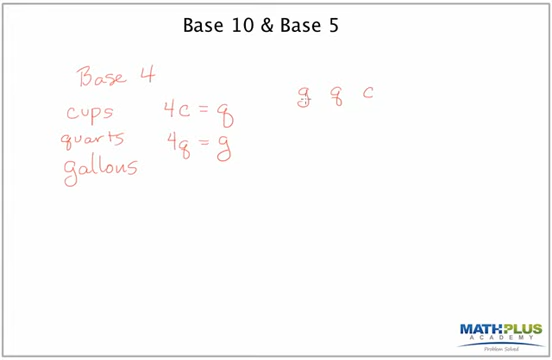 Base 10 & Base 5
Base 4
cups 4c = q
quarts 4q = g
gallons
g q c
MATHPLUS
ACADEMY
Problem Solved